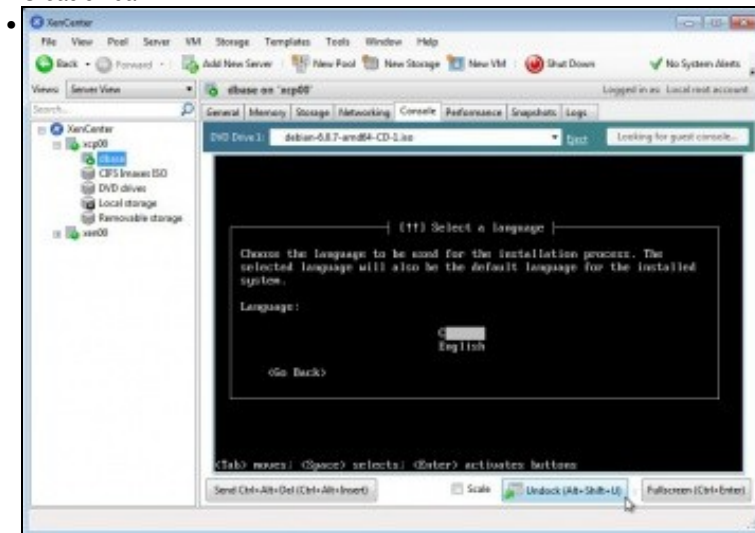 XenCenter
File View Pool Server VM Storage Templates Tools Window Help
Back Forward Add New Server New Pool New Storage New VM Shut Down No System Alerts
Views: Server View dbase on 'xcp00' Logged in as: Local root account
Search... General Memory Storage Networking Console Performance Snapshots Logs
XenCenter
DVD Drive 1: debian-6.0.7-amd64-CD-1.iso Eject Looking for guest console...
xcp00
dbase
CIFS Images ISO
DVD drives
Local storage
Removable storage
xen00
[!!] Select a language
Choose the language to be used for the installation process. The
selected language will also be the default language for the installed
system.
Language:
C
English
<Go Back>
<Tab> moves; <Space> selects; <Enter> activates buttons
Send Ctrl+Alt+Del (Ctrl+Alt+Insert) Scale Undock (Alt+Shift+U) Fullscreen (Ctrl+Enter)